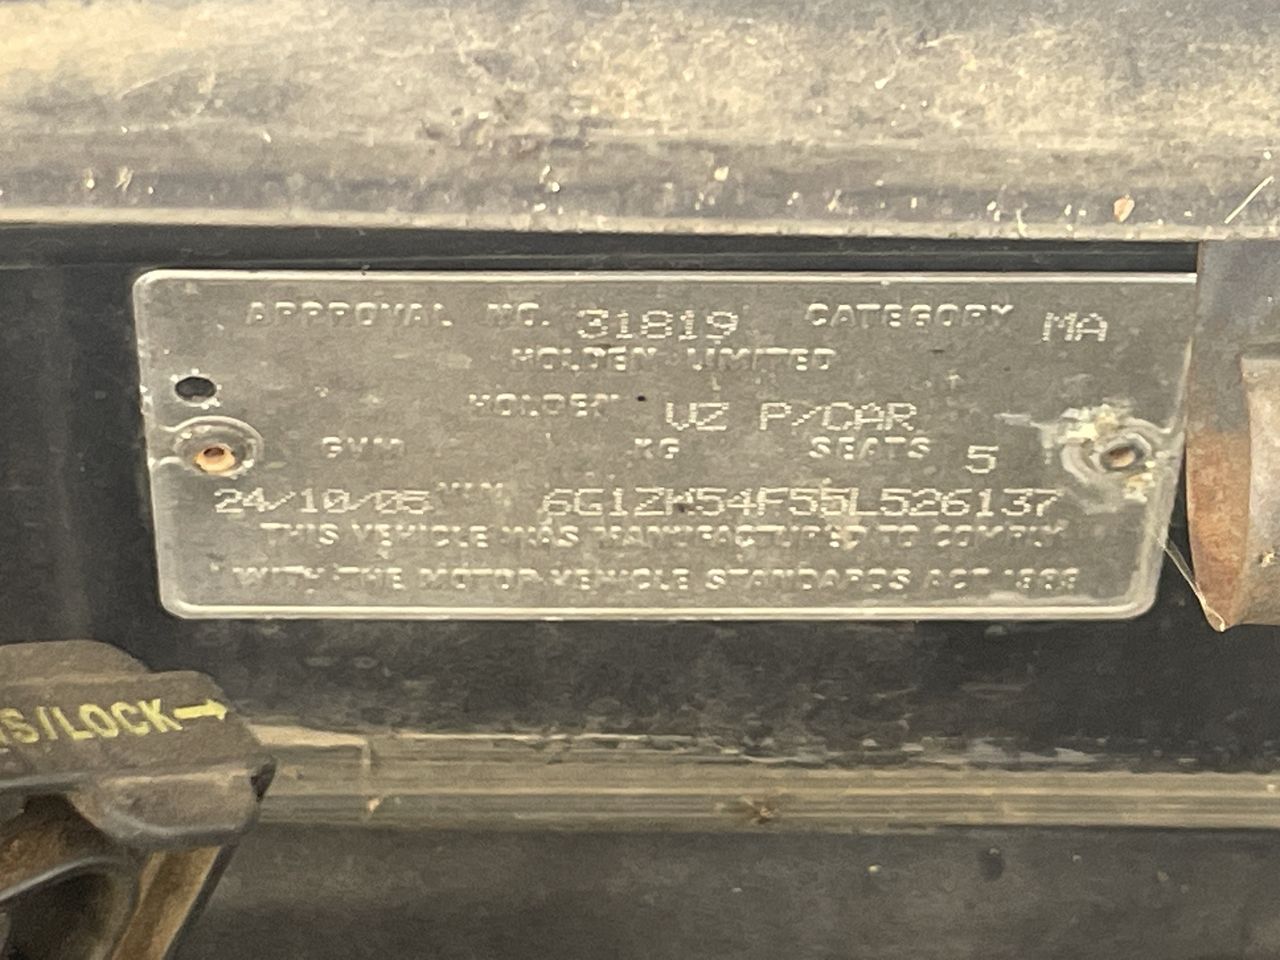 APPROVAL NO. 31819 CATEGORY MA
HOLDEN LIMITED
HOLDEN VZ P/CAR
GVM KG SEATS 5
24/10/05 VIN 6G1ZK54F55L526137
THIS VEHICLE WAS MANUFACTURED TO COMPLY
WITH THE MOTOR VEHICLE STANDARDS ACT 1989
/LOCK→